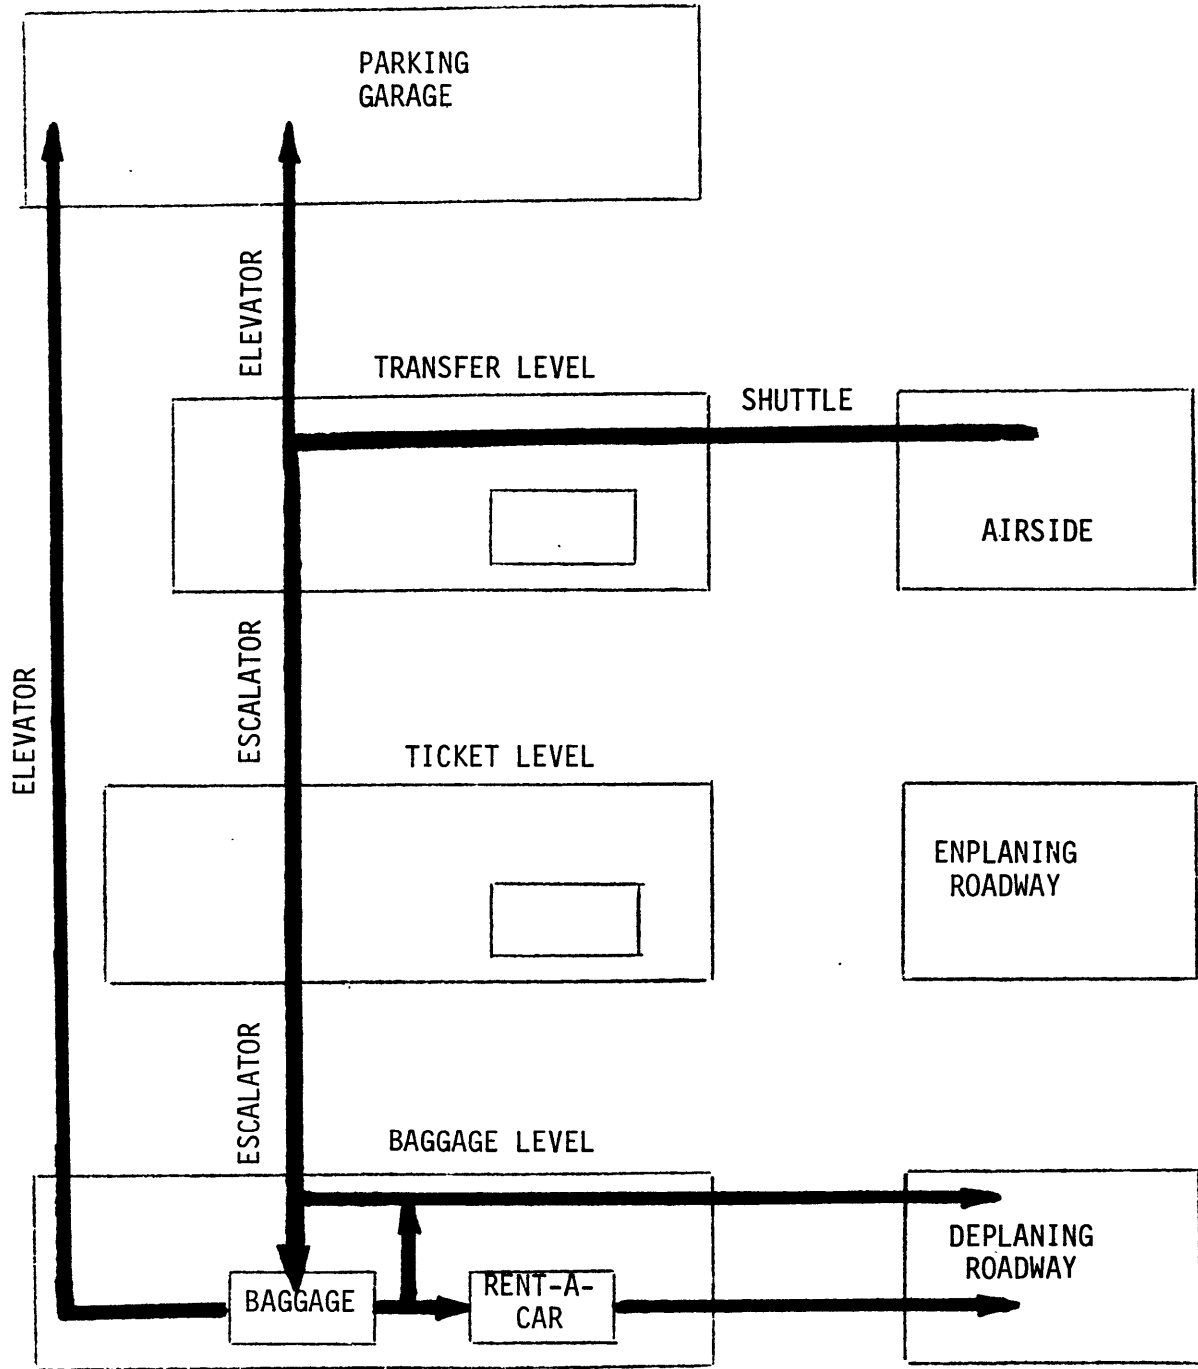 PARKING
GARAGE
ELEVATOR
TRANSFER LEVEL
SHUTTLE
AIRSIDE
ESCALATOR
ELEVATOR
TICKET LEVEL
ENPLANING
ROADWAY
ESCALATOR
BAGGAGE LEVEL
DEPLANING
ROADWAY
BAGGAGE
RENT-A-
CAR